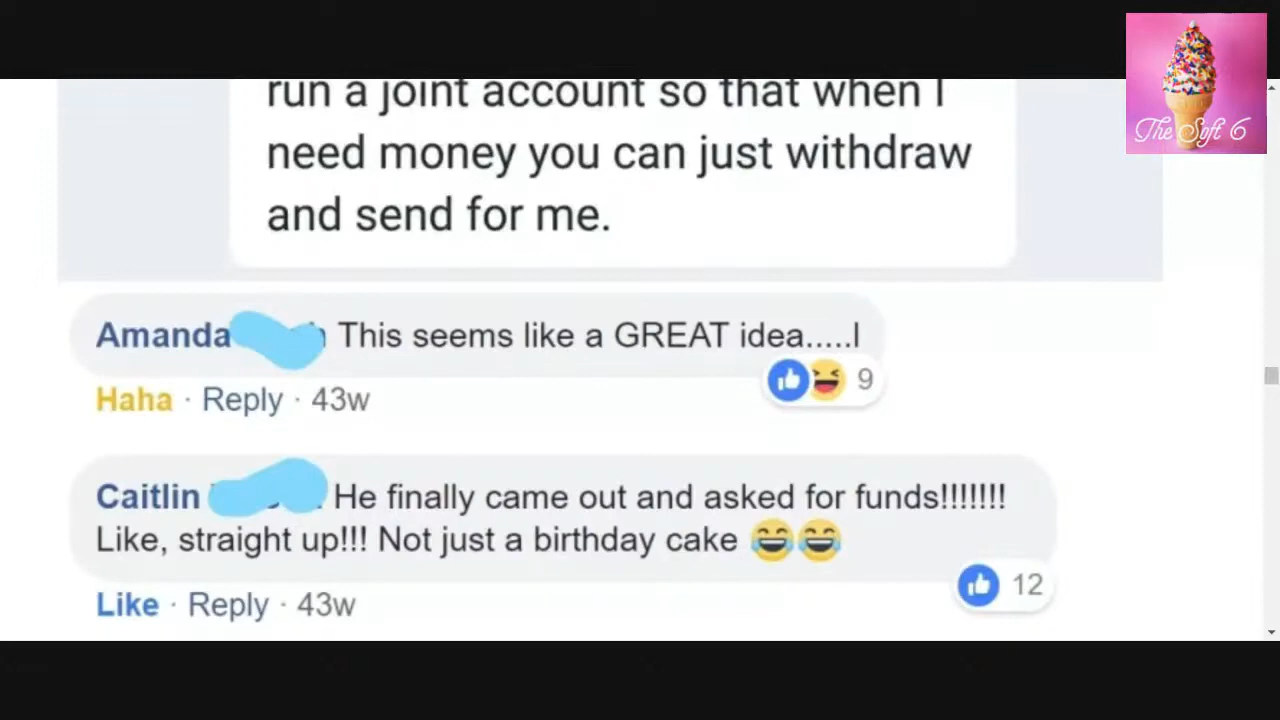 The Soft 6
run a joint account so that when I
need money you can just withdraw
and send for me.
Amanda This seems like a GREAT idea.....I
9
Haha · Reply · 43w
Caitlin He finally came out and asked for funds!!!!!!!
Like, straight up!!! Not just a birthday cake 😂😂
12
Like · Reply · 43w